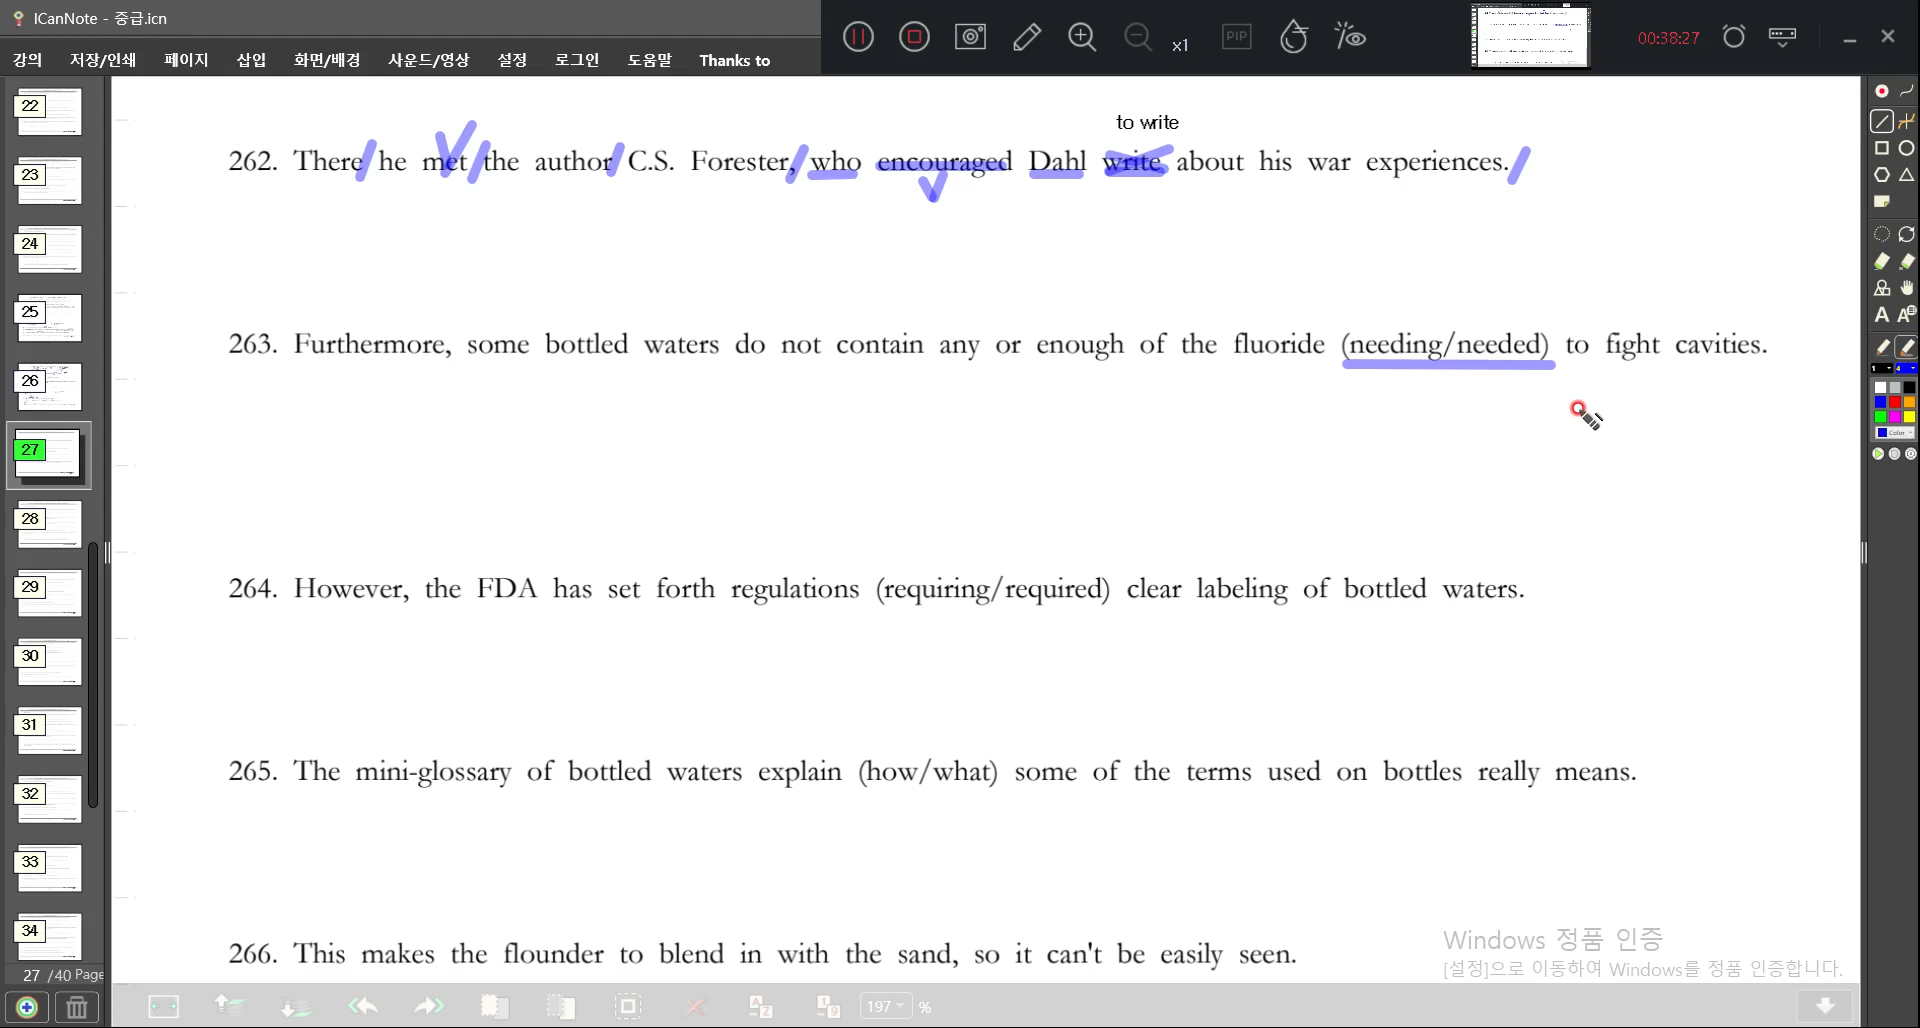 ICanNote - 중급.icn
x1
PIP
00:38:27
강의 저장/인쇄 페이지 삽입 화면/배경 사운드/영상 설정 로그인 도움말 Thanks to
22
23
24
25
26
27
28
29
30
31
32
33
34
27 /40 Page
to write
262. There he met the author C.S. Forester, who encouraged Dahl write about his war experiences.
263. Furthermore, some bottled waters do not contain any or enough of the fluoride (needing/needed) to fight cavities.
264. However, the FDA has set forth regulations (requiring/required) clear labeling of bottled waters.
265. The mini-glossary of bottled waters explain (how/what) some of the terms used on bottles really means.
266. This makes the flounder to blend in with the sand, so it can't be easily seen.
Windows 정품 인증
[설정]으로 이동하여 Windows를 정품 인증합니다.
197 %
A
A
1
4
Color